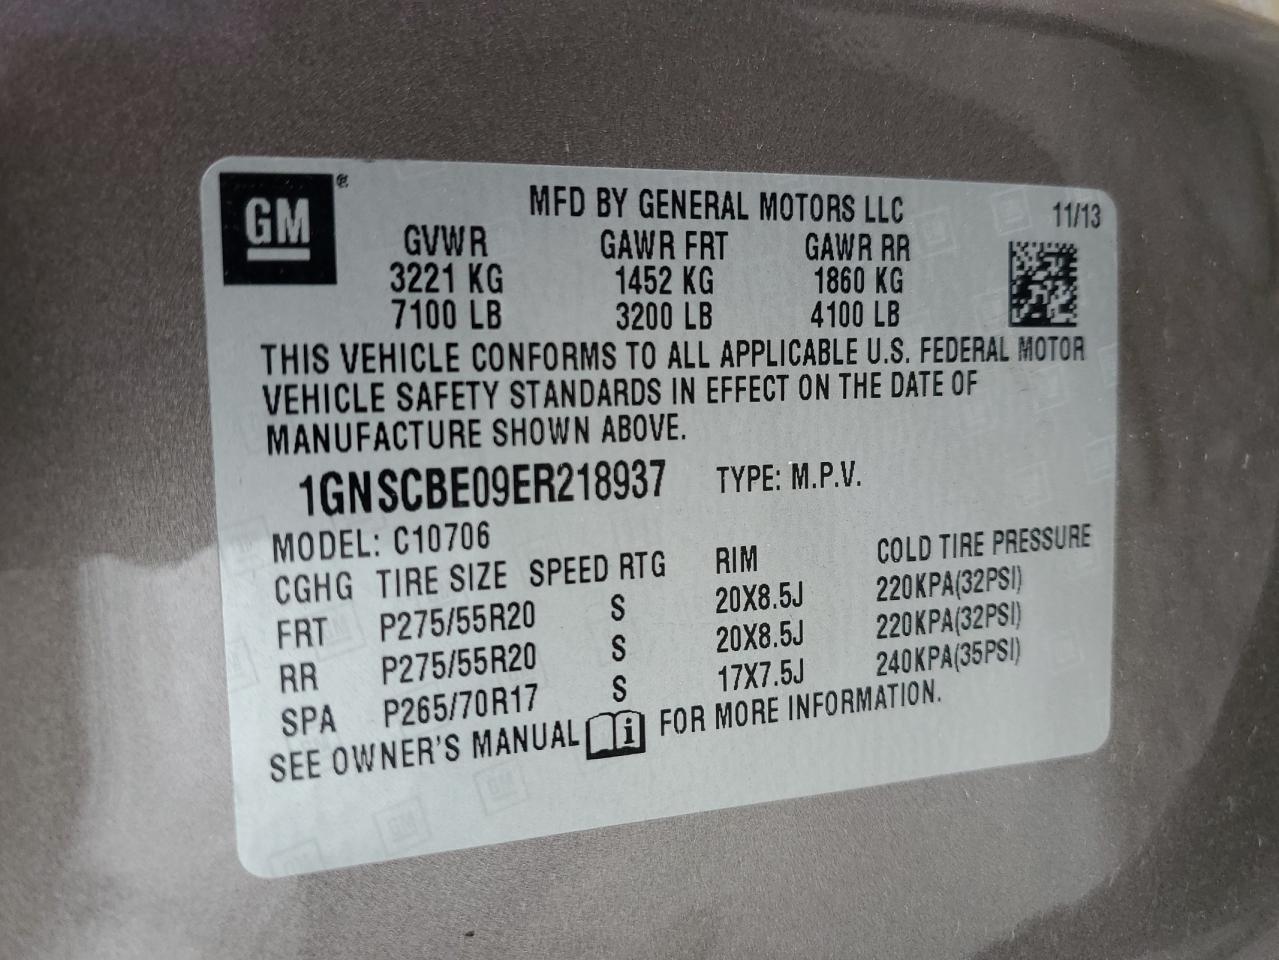 GM®
MFD BY GENERAL MOTORS LLC 11/13
GVWR GAWR FRT GAWR RR
3221 KG 1452 KG 1860 KG
7100 LB 3200 LB 4100 LB
THIS VEHICLE CONFORMS TO ALL APPLICABLE U.S. FEDERAL MOTOR
VEHICLE SAFETY STANDARDS IN EFFECT ON THE DATE OF
MANUFACTURE SHOWN ABOVE.
1GNSCBE09ER218937 TYPE: M.P.V.
MODEL: C10706
CGHG TIRE SIZE SPEED RTG RIM COLD TIRE PRESSURE
FRT P275/55R20 S 20X8.5J 220KPA(32PSI)
RR P275/55R20 S 20X8.5J 220KPA(32PSI)
SPA P265/70R17 S 17X7.5J 240KPA(35PSI)
SEE OWNER'S MANUAL i FOR MORE INFORMATION.